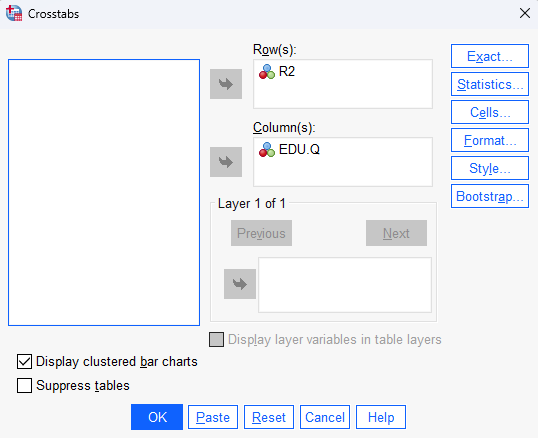 Crosstabs
Row(s):
R2
Column(s):
EDU.Q
Layer 1 of 1
Previous
Next
Display layer variables in table layers
Exact...
Statistics...
Cells...
Format...
Style...
Bootstrap...
Display clustered bar charts
Suppress tables
OK
Paste
Reset
Cancel
Help